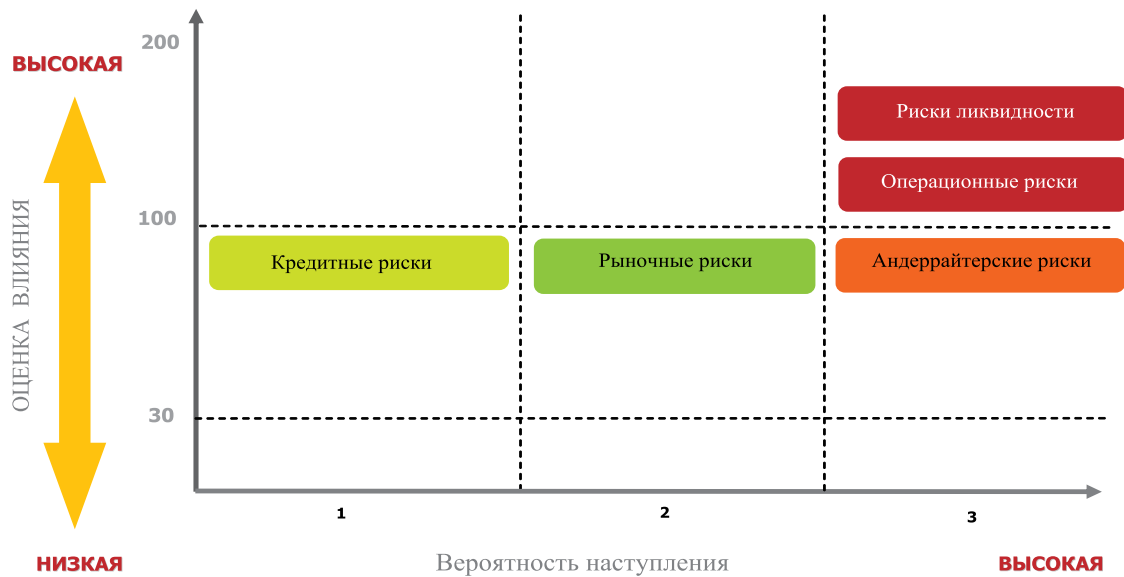 200
ВЫСОКАЯ
Риски ликвидности
Операционные риски
ОЦЕНКА ВЛИЯНИЯ
100
Кредитные риски
Рыночные риски
Андеррайтерские риски
30
1
2
3
НИЗКАЯ
Вероятность наступления
ВЫСОКАЯ